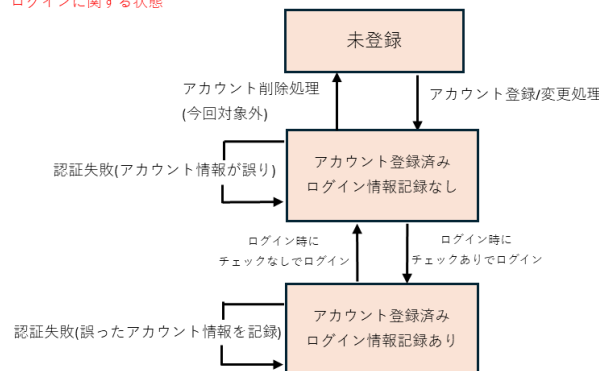 ログインに関する状態
未登録
アカウント削除処理
(今回対象外)
アカウント登録/変更処理
アカウント登録済み
ログイン情報記録なし
認証失敗(アカウント情報が誤り)
ログイン時に
チェックなしでログイン
ログイン時に
チェックありでログイン
アカウント登録済み
ログイン情報記録あり
認証失敗(誤ったアカウント情報を記録)